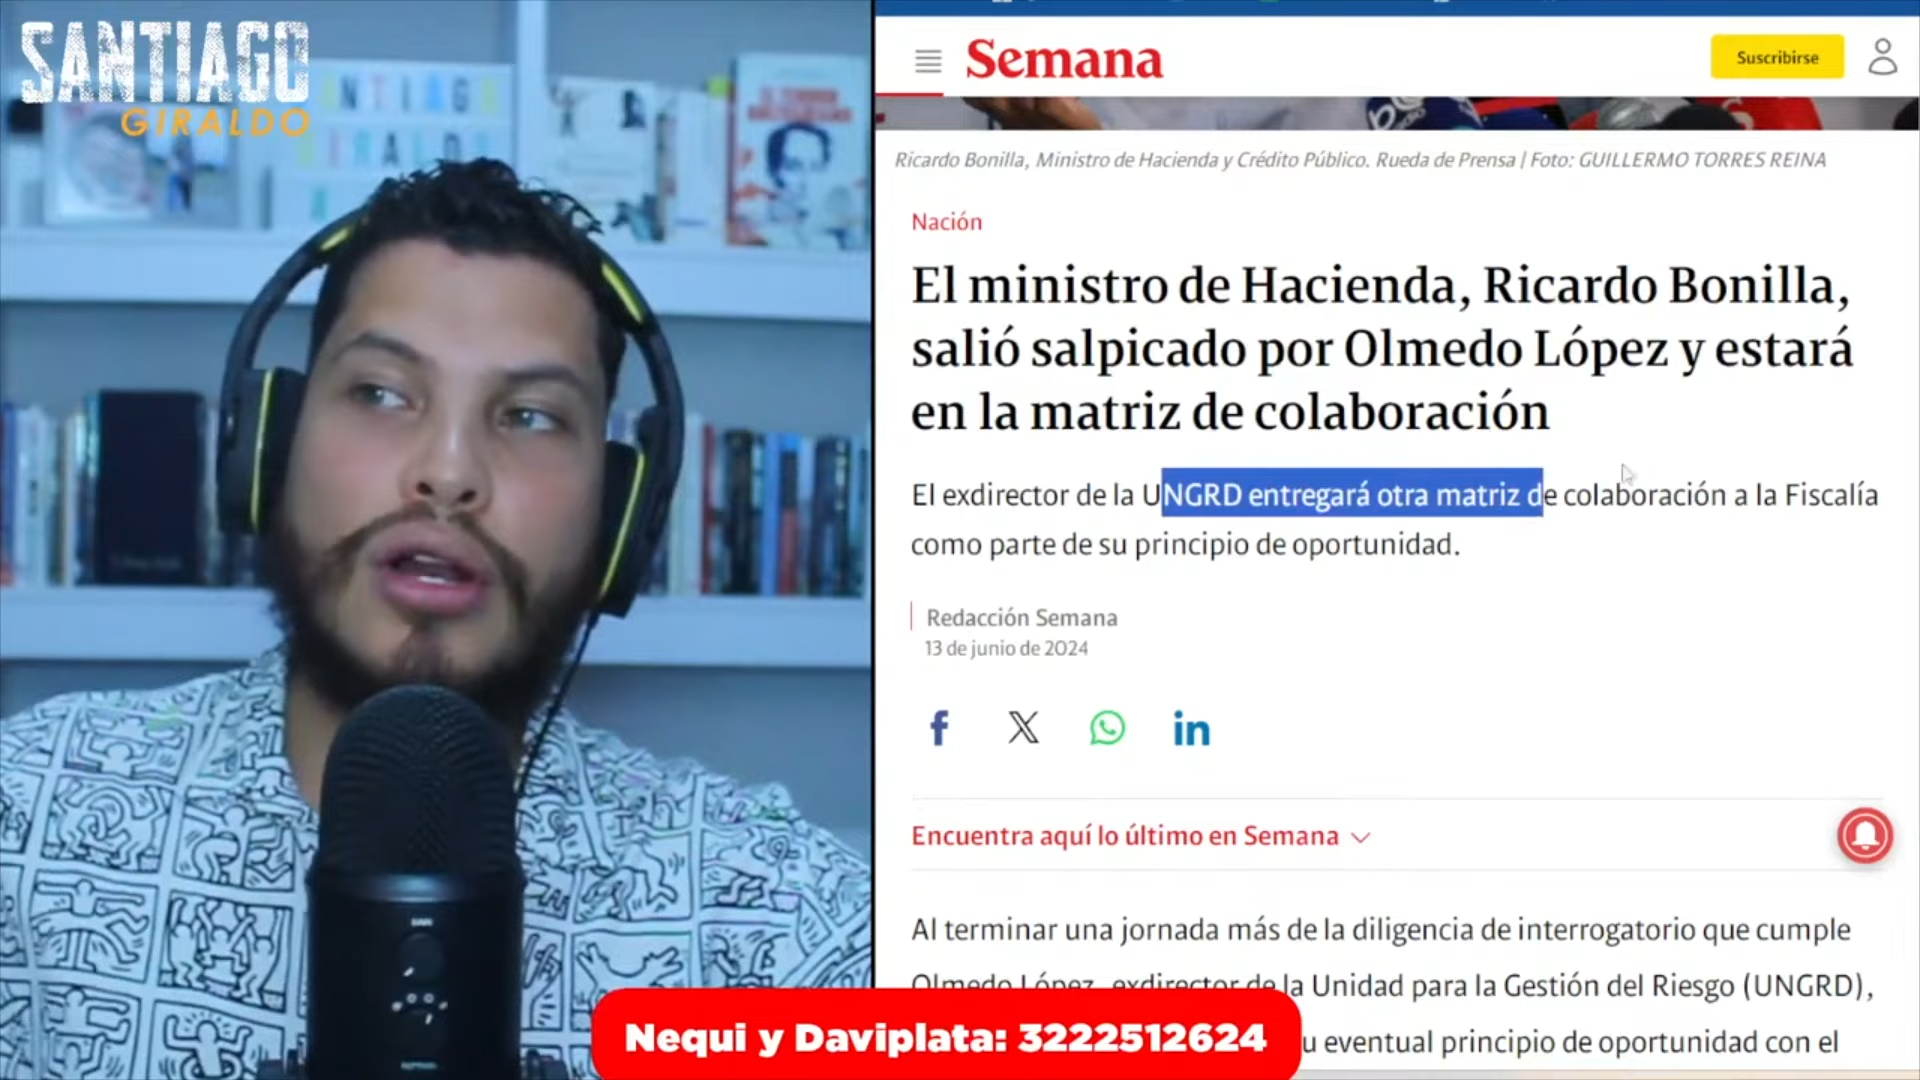 SANTIAGO
GIRALDO
Semana
Suscribirse
Ricardo Bonilla, Ministro de Hacienda y Crédito Público. Rueda de Prensa | Foto: GUILLERMO TORRES REINA
Nación
El ministro de Hacienda, Ricardo Bonilla,
salió salpicado por Olmedo López y estará
en la matriz de colaboración
El exdirector de la UNGRD entregará otra matriz de colaboración a la Fiscalía
como parte de su principio de oportunidad.
Redacción Semana
13 de junio de 2024
Encuentra aquí lo último en Semana
Al terminar una jornada más de la diligencia de interrogatorio que cumple
Olmedo López, exdirector de la Unidad para la Gestión del Riesgo (UNGRD),
u eventual principio de oportunidad con el
Nequi y Daviplata: 3222512624